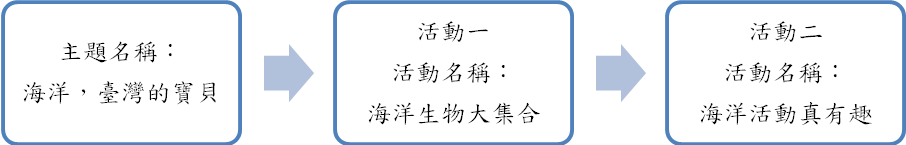 主題名稱：
海洋，臺灣的寶貝
活動一
活動名稱：
海洋生物大集合
活動二
活動名稱：
海洋活動真有趣